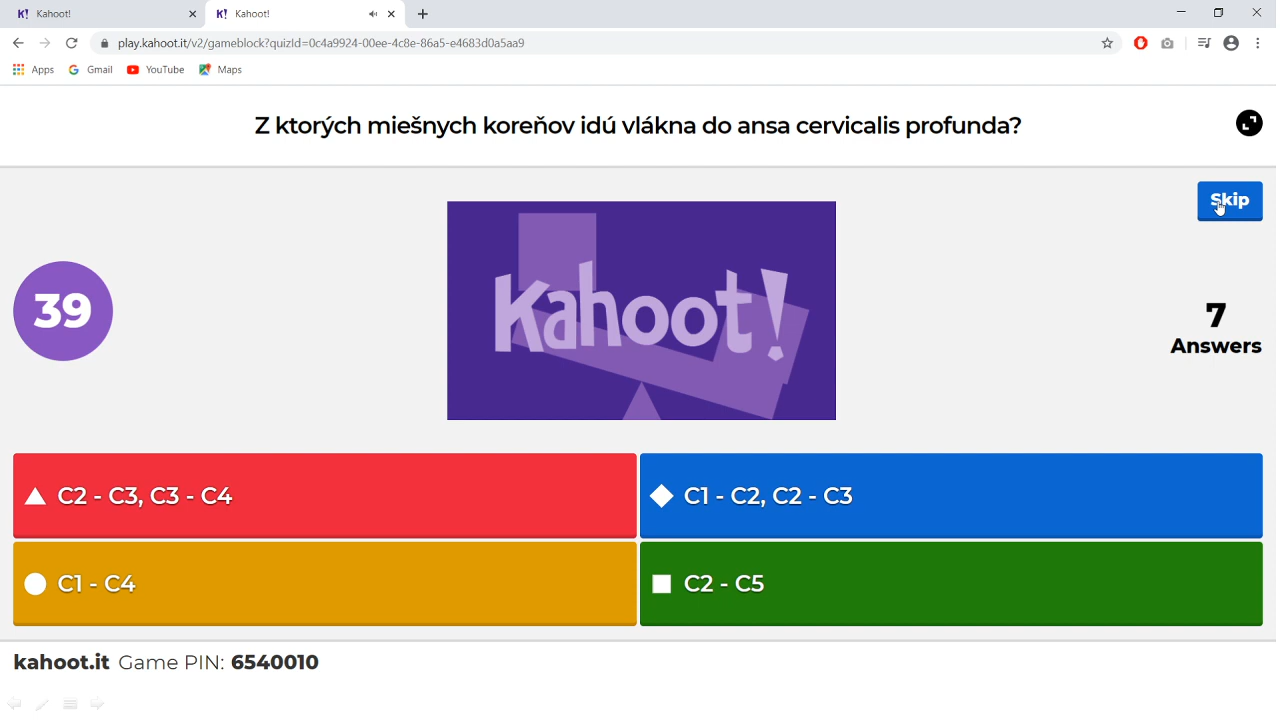 Kahoot!
Kahoot!
play.kahoot.it/v2/gameblock?quizId=0c4a9924-00ee-4c8e-86a5-e4683d0a5aa9
Apps Gmail YouTube Maps
Z ktorých miešnych koreňov idú vlákna do ansa cervicalis profunda?
Skip
39
Kahoot!
7
Answers
C2 - C3, C3 - C4
C1 - C2, C2 - C3
C1 - C4
C2 - C5
kahoot.it Game PIN: 6540010